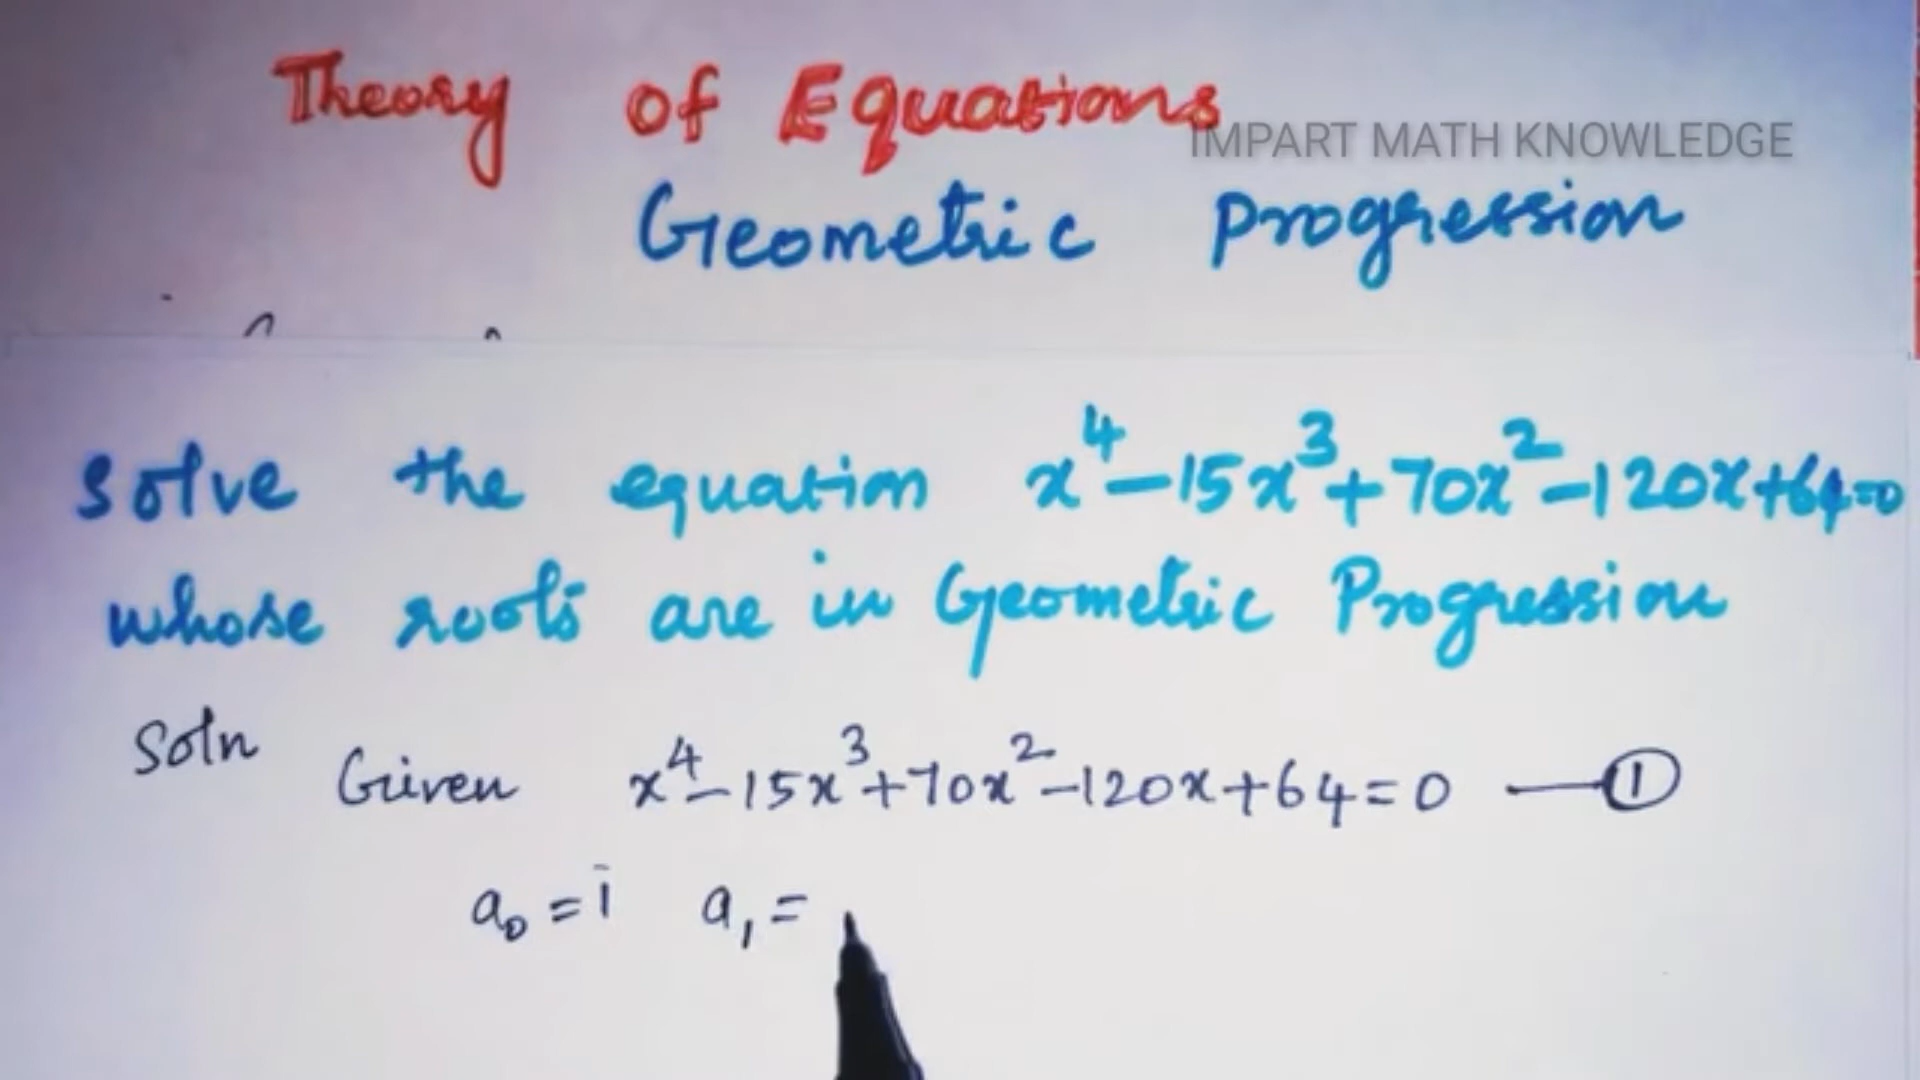 Theory of Equations
IMPART MATH KNOWLEDGE
Geometric progression
Solve the equation x⁴-15x³+70x²-120x+64=0
whose roots are in Geometric Progression
Soln Given x⁴-15x³+70x²-120x+64=0 —①
a₀=1 a₁=